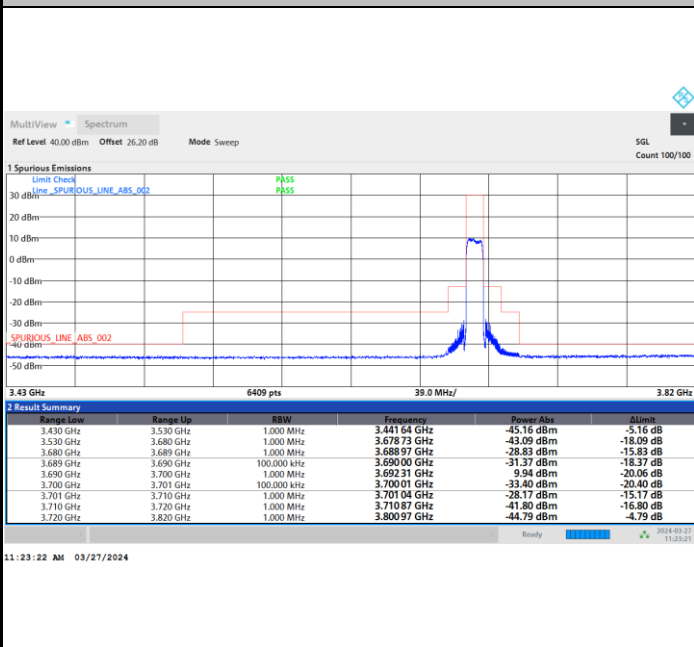 MultiView Spectrum
Ref Level 40.00 dBm Offset 26.20 dB Mode Sweep SGL
Count 100/100
1 Spurious Emissions
Limit Check PASS
Line _SPURIOUS_LINE_ABS_002 PASS
30 dBm
20 dBm
10 dBm
0 dBm
-10 dBm
-20 dBm
-30 dBm
_SPURIOUS_LINE_ABS_002
-40 dBm
-50 dBm
3.43 GHz 6409 pts 39.0 MHz/ 3.82 GHz
2 Result Summary
Range Low Range Up RBW Frequency Power Abs ΔLimit
3.430 GHz 3.530 GHz 1.000 MHz 3.441 64 GHz -45.16 dBm -5.16 dB
3.530 GHz 3.680 GHz 1.000 MHz 3.678 73 GHz -43.09 dBm -18.09 dB
3.680 GHz 3.689 GHz 1.000 MHz 3.688 97 GHz -28.83 dBm -15.83 dB
3.689 GHz 3.690 GHz 100.000 kHz 3.690 00 GHz -31.37 dBm -18.37 dB
3.690 GHz 3.700 GHz 1.000 MHz 3.692 31 GHz 9.94 dBm -20.06 dB
3.700 GHz 3.701 GHz 100.000 kHz 3.700 01 GHz -33.40 dBm -20.40 dB
3.701 GHz 3.710 GHz 1.000 MHz 3.701 04 GHz -28.17 dBm -15.17 dB
3.710 GHz 3.720 GHz 1.000 MHz 3.710 87 GHz -41.80 dBm -16.80 dB
3.720 GHz 3.820 GHz 1.000 MHz 3.800 97 GHz -44.79 dBm -4.79 dB
Ready 2024-03-27
11:23:21
11:23:22 AM 03/27/2024